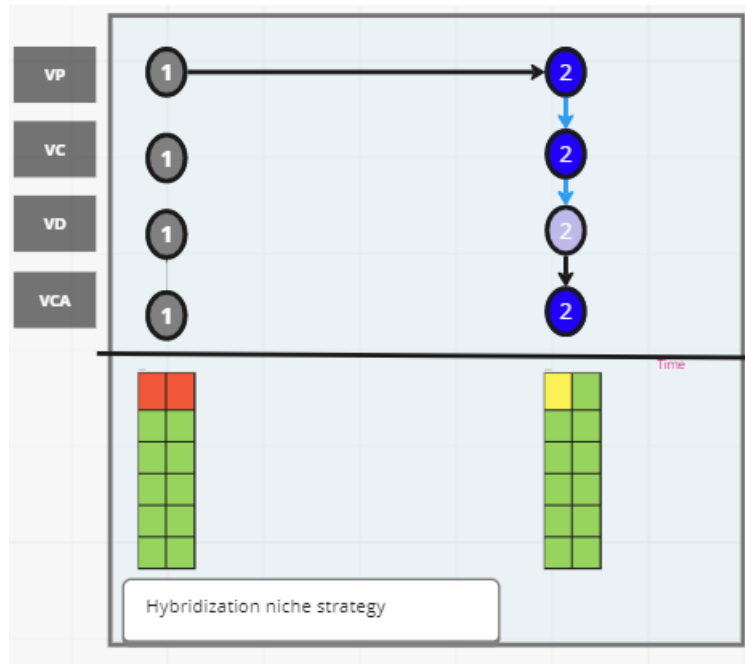 VP 1 2
VC 1 2
VD 1 2
VCA 1 2
Time
Hybridization niche strategy